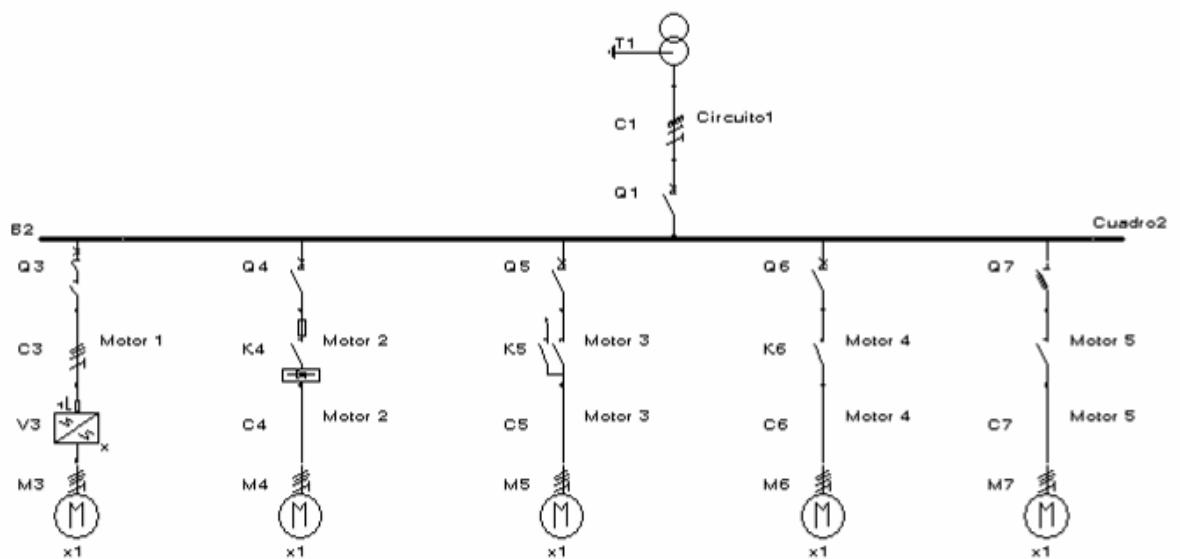 T1
C1 Circuito1
Q1
B2 Cuadro2
Q3 Q4 Q5 Q6 Q7
C3 Motor 1 K4 Motor 2 K5 Motor 3 K6 Motor 4 Motor 5
V3 x C4 Motor 2 C5 Motor 3 C6 Motor 4 C7 Motor 5
M3 M4 M5 M6 M7
M M M M M
x1 x1 x1 x1 x1